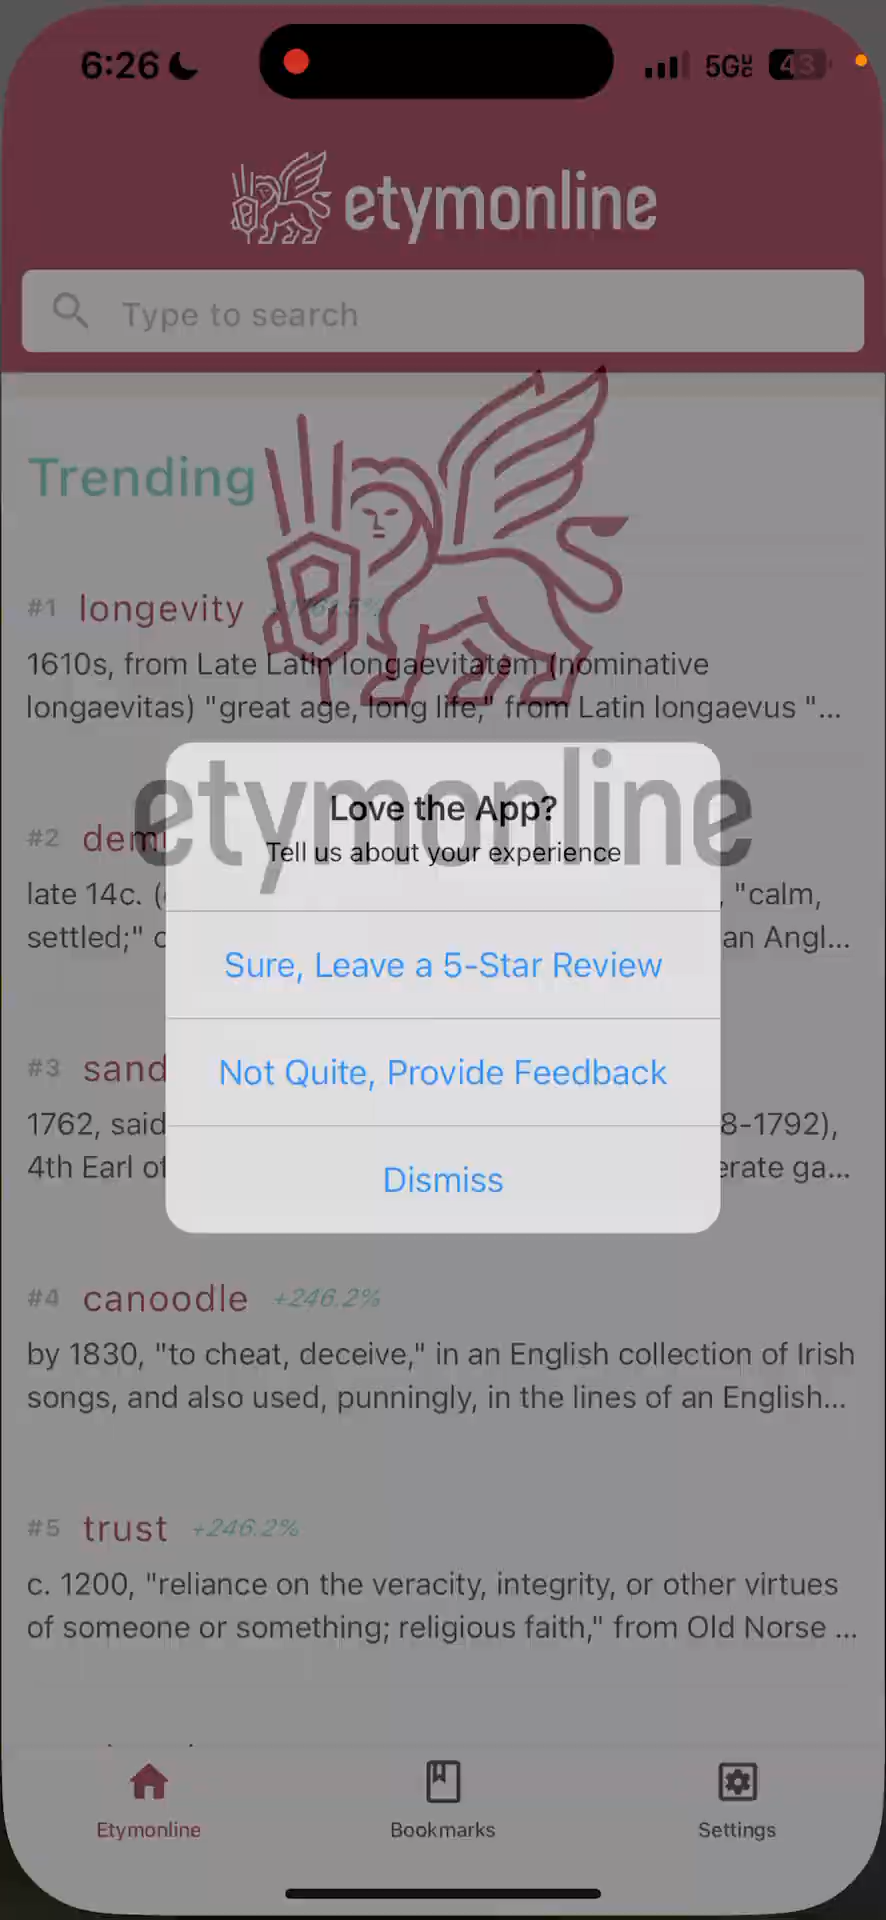 6:26
5GUC
43
etymonline
Type to search
Trending
#1 longevity
1610s, from Late Latin longaevitatem (nominative
longaevitas) "great age, long life," from Latin longaevus "...
etymonline
Love the App?
Tell us about your experience
#2
late 14c. (
, "calm,
settled;"
an Angl...
Sure, Leave a 5-Star Review
Not Quite, Provide Feedback
#3 sand
1762, said
8-1792),
4th Earl of
erate ga...
Dismiss
#4 canoodle +246.2%
by 1830, "to cheat, deceive," in an English collection of Irish
songs, and also used, punningly, in the lines of an English...
#5 trust +246.2%
c. 1200, "reliance on the veracity, integrity, or other virtues
of someone or something; religious faith," from Old Norse ...
Etymonline
Bookmarks
Settings